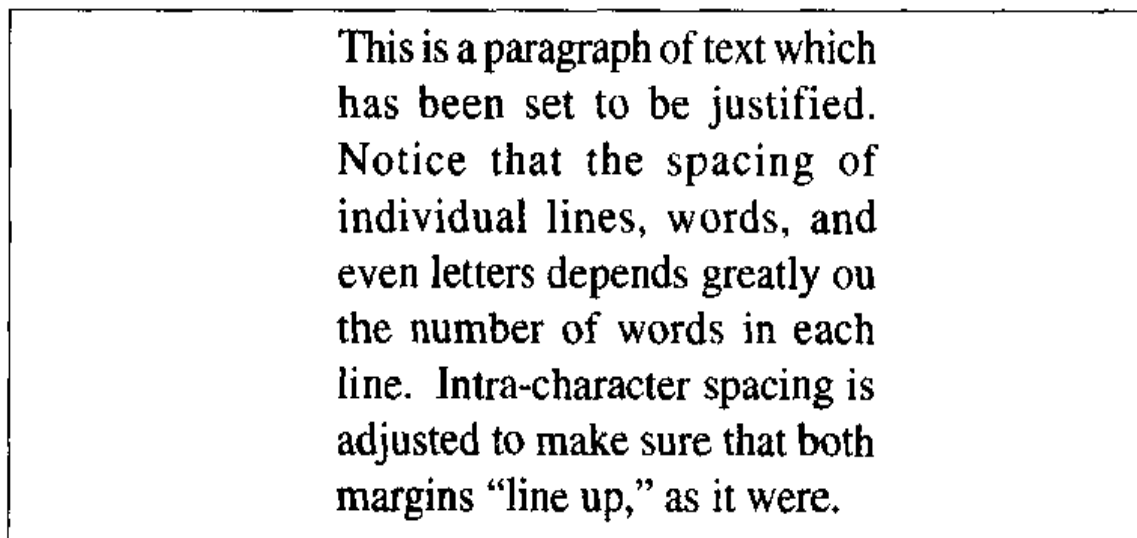 This is a paragraph of text which
has been set to be justified.
Notice that the spacing of
individual lines, words, and
even letters depends greatly ou
the number of words in each
line. Intra-character spacing is
adjusted to make sure that both
margins “line up,” as it were.